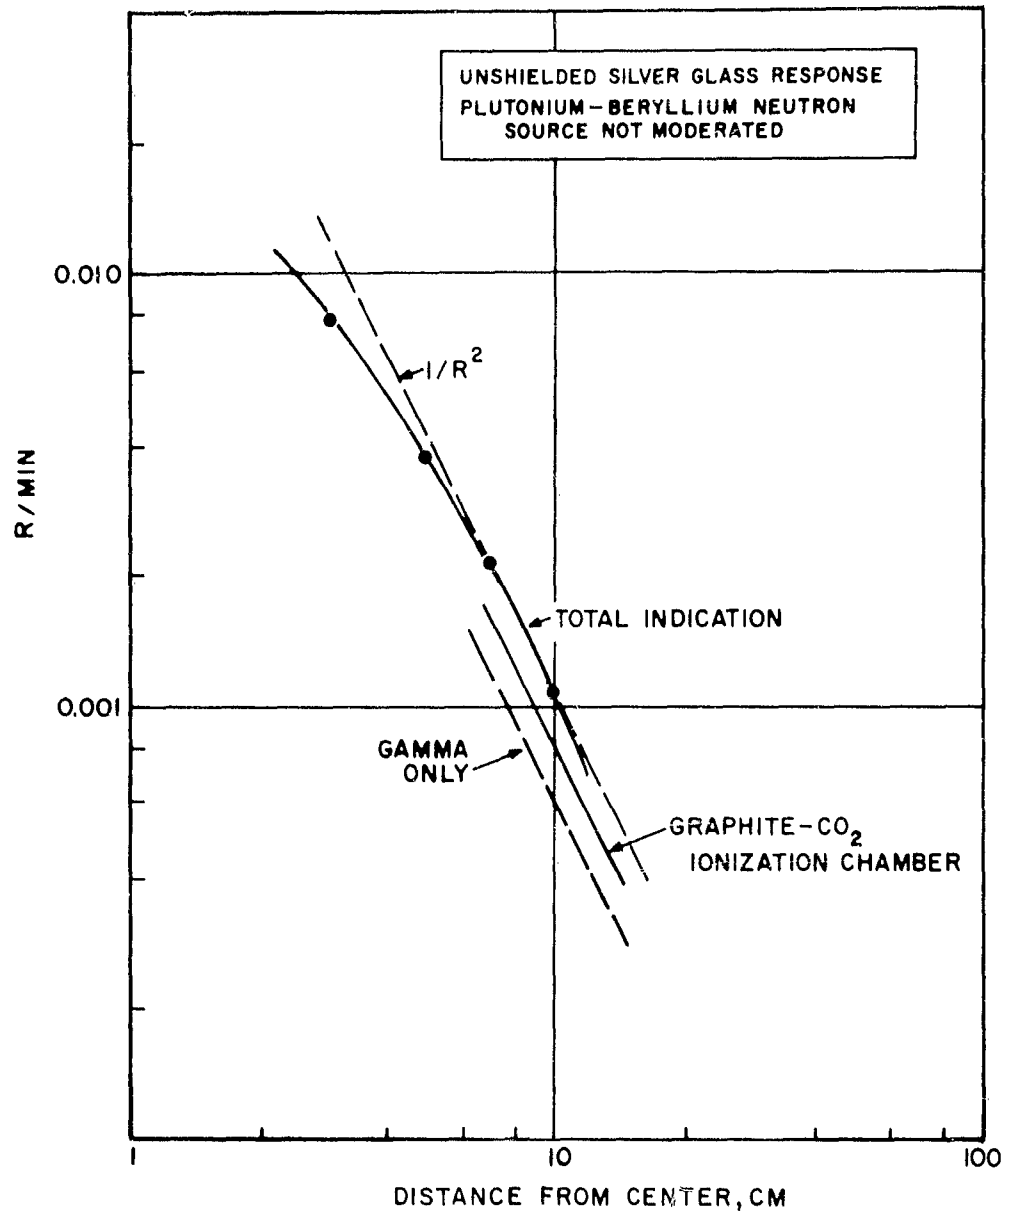 UNSHIELDED SILVER GLASS RESPONSE
PLUTONIUM-BERYLLIUM NEUTRON
SOURCE NOT MODERATED
0.010
1/R²
R/MIN
TOTAL INDICATION
0.001
GAMMA
ONLY
GRAPHITE-CO₂
IONIZATION CHAMBER
1
10
100
DISTANCE FROM CENTER, CM